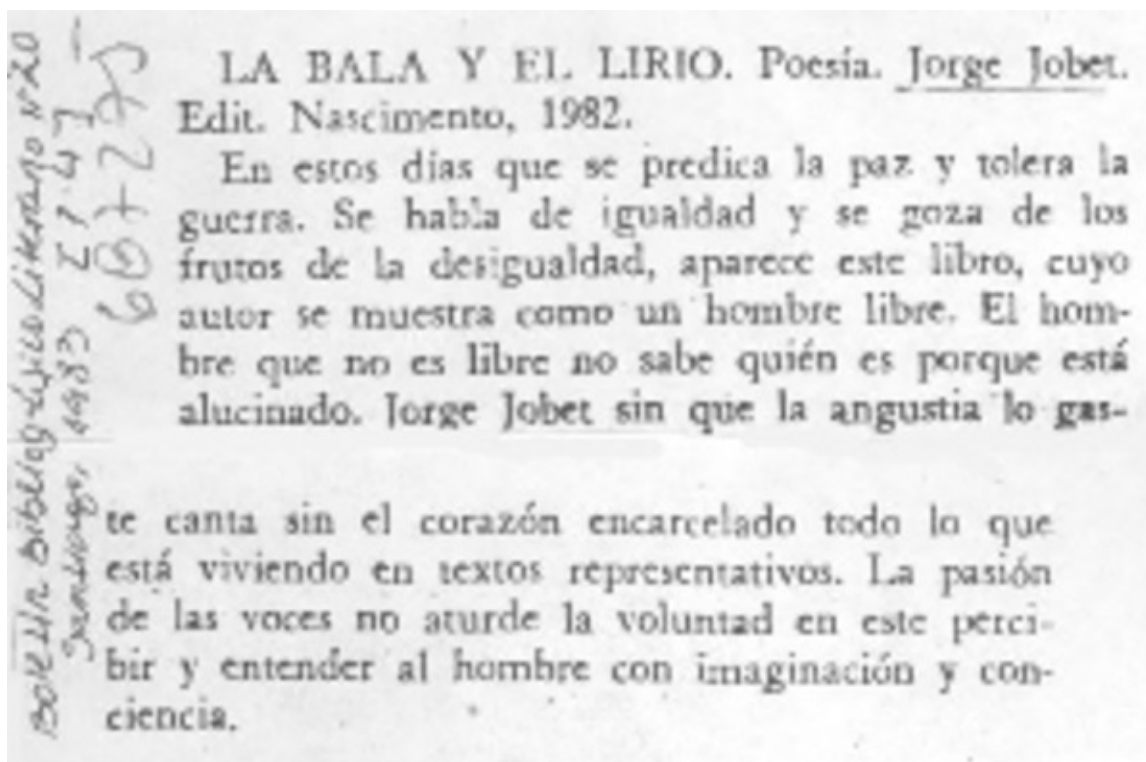 LA BALA Y EL LIRIO. Poesía. Jorge Jobet.
Edit. Nascimento, 1982.
En estos días que se predica la paz y tolera la
guerra. Se habla de igualdad y se goza de los
frutos de la desigualdad, aparece este libro, cuyo
autor se muestra como un hombre libre. El hom-
bre que no es libre no sabe quién es porque está
alucinado. Jorge Jobet sin que la angustia lo gas-
te canta sin el corazón encarcelado todo lo que
está viviendo en textos representativos. La pasión
de las voces no aturde la voluntad en este perci-
bir y entender al hombre con imaginación y con-
ciencia.
Literario N20
Santiago, 1983